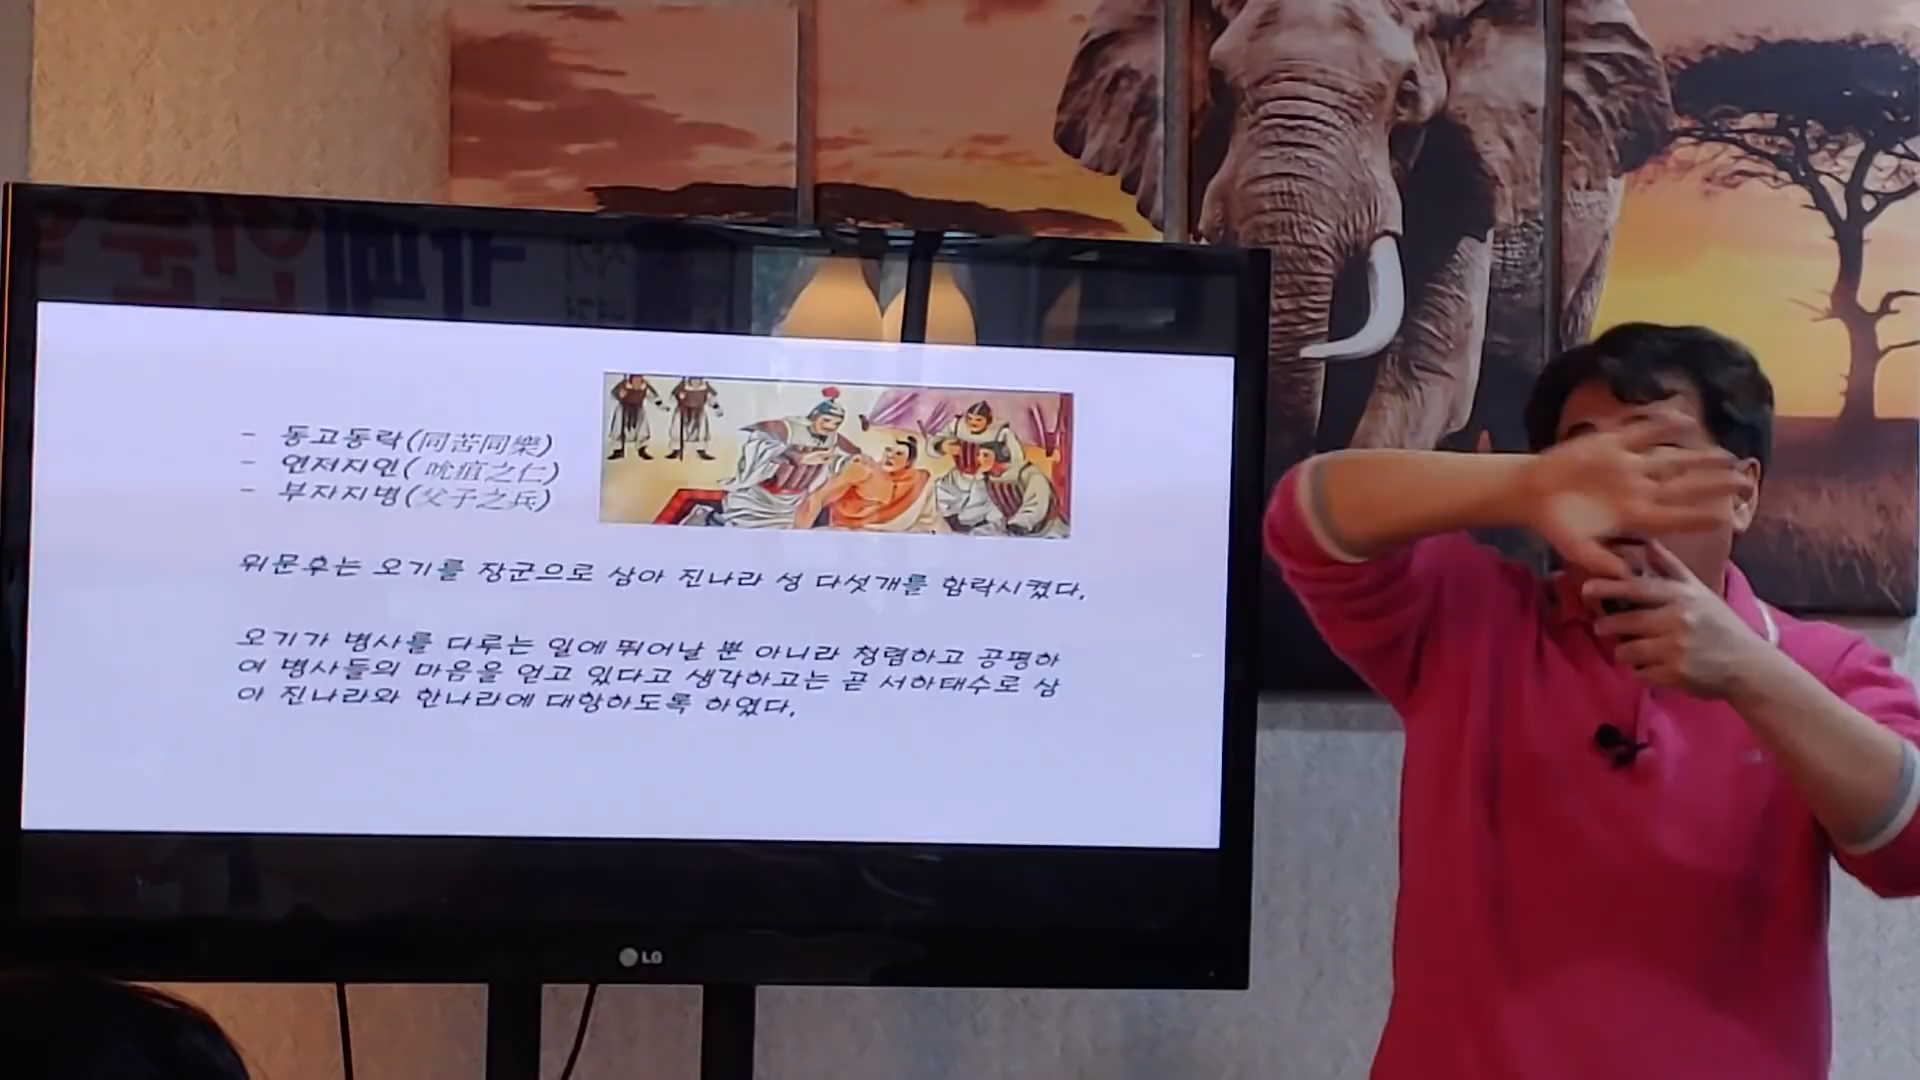 - 동고동락(同苦同樂)
- 연저지인( 吮疽之仁)
- 부자지병(父子之兵)
위문후는 오기를 장군으로 삼아 진나라 성 다섯개를 함락시켰다.
오기가 병사를 다루는 일에 뛰어날 뿐 아니라 청렴하고 공평하
여 병사들의 마음을 얻고 있다고 생각하고는 곧 서하태수로 삼
아 진나라와 한나라에 대항하도록 하였다.
LG